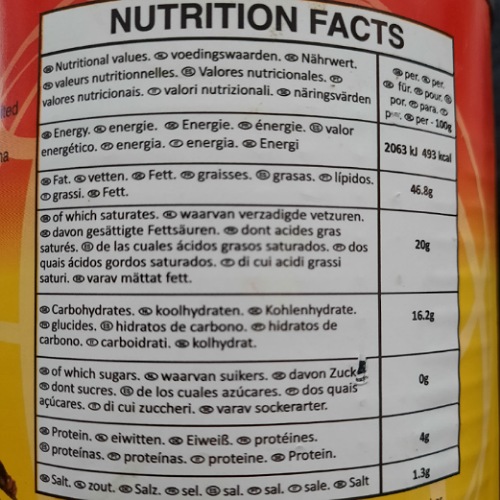 NUTRITION FACTS
Nutritional values. voedingswaarden. Nährwert.
valeurs nutritionnelles. Valores nutricionales.
valores nutricionais. valori nutrizionali. näringsvärden
per. per.
für. pour.
por. para.
per - 100g
Energy. energie. Energie. énergie. valor
energético. energia. energia. Energi
2063 kJ 493 kcal
Fat. vetten. Fett. graisses. grasas. lípidos.
grassi. Fett.
46.8g
of which saturates. waarvan verzadigde vetzuren.
davon gesättigte Fettsäuren. dont acides gras
saturés. de las cuales ácidos grasos saturados. dos
quais ácidos gordos saturados. di cui acidi grassi
saturi. varav mättat fett.
20g
Carbohydrates. koolhydraten. Kohlenhydrate.
glucides. hidratos de carbono. hidratos de
carbono. carboidrati. kolhydrat.
16.2g
of which sugars. waarvan suikers. davon Zuck
dont sucres. de los cuales azúcares. dos quais
açúcares. di cui zuccheri. varav sockerarter.
0g
Protein. eiwitten. Eiweiß. protéines.
proteínas. proteínas. proteine. Protein.
4g
Salt. zout. Salz. sel. sal. sal. sale. Salt
1.3g